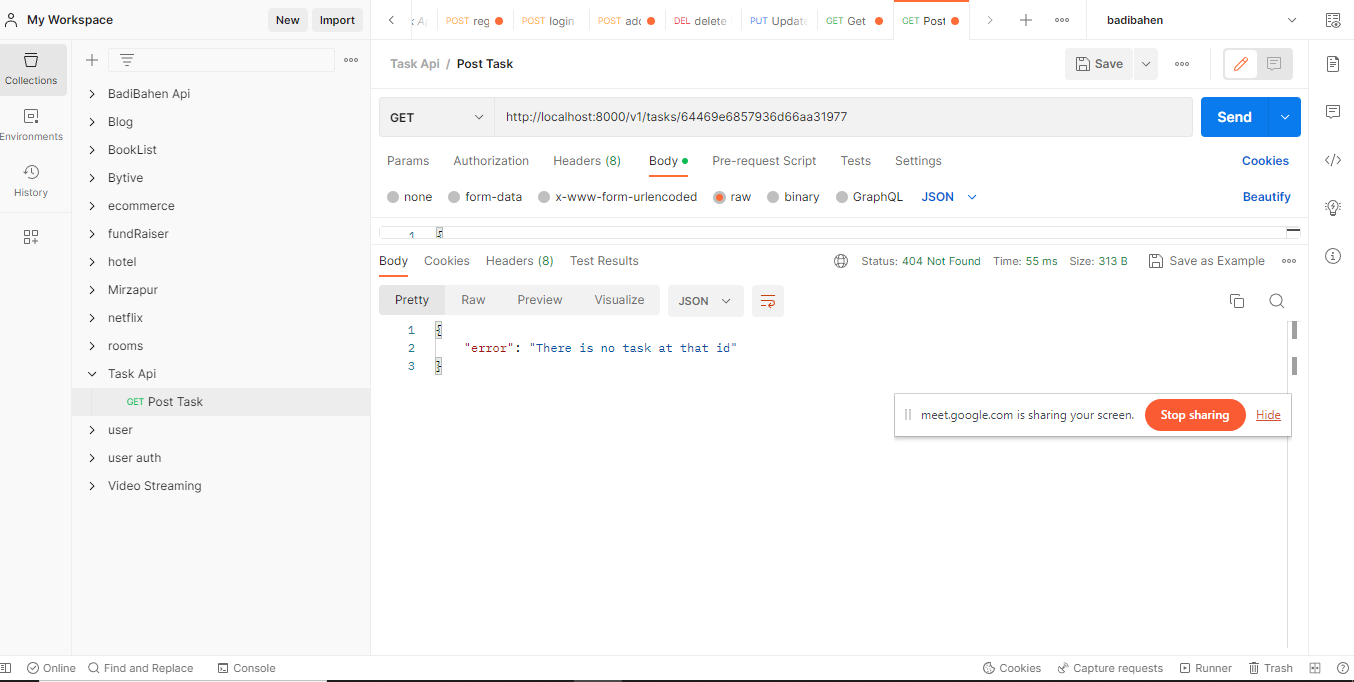 My Workspace
New
Import
POST reg
POST login
POST add
DEL delete
PUT Update
GET Get
GET Post
badibahen
Collections
Environments
History
BadiBahen Api
Blog
BookList
Bytive
ecommerce
fundRaiser
hotel
Mirzapur
netflix
rooms
Task Api
GET Post Task
user
user auth
Video Streaming
Task Api / Post Task
Save
GET
http://localhost:8000/v1/tasks/64469e6857936d66aa31977
Send
Params
Authorization
Headers (8)
Body
Pre-request Script
Tests
Settings
Cookies
none
form-data
x-www-form-urlencoded
raw
binary
GraphQL
JSON
Beautify
1 {
Body
Cookies
Headers (8)
Test Results
Status: 404 Not Found
Time: 55 ms
Size: 313 B
Save as Example
Pretty
Raw
Preview
Visualize
JSON
1 {
2 "error": "There is no task at that id"
3 }
meet.google.com is sharing your screen.
Stop sharing
Hide
Online
Find and Replace
Console
Cookies
Capture requests
Runner
Trash